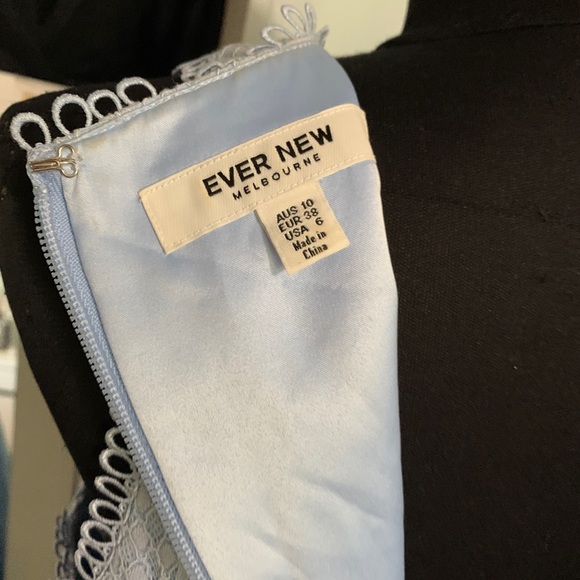 EVER NEW
MELBOURNE
AUS 10
EUR 38
USA 6
Made in
China